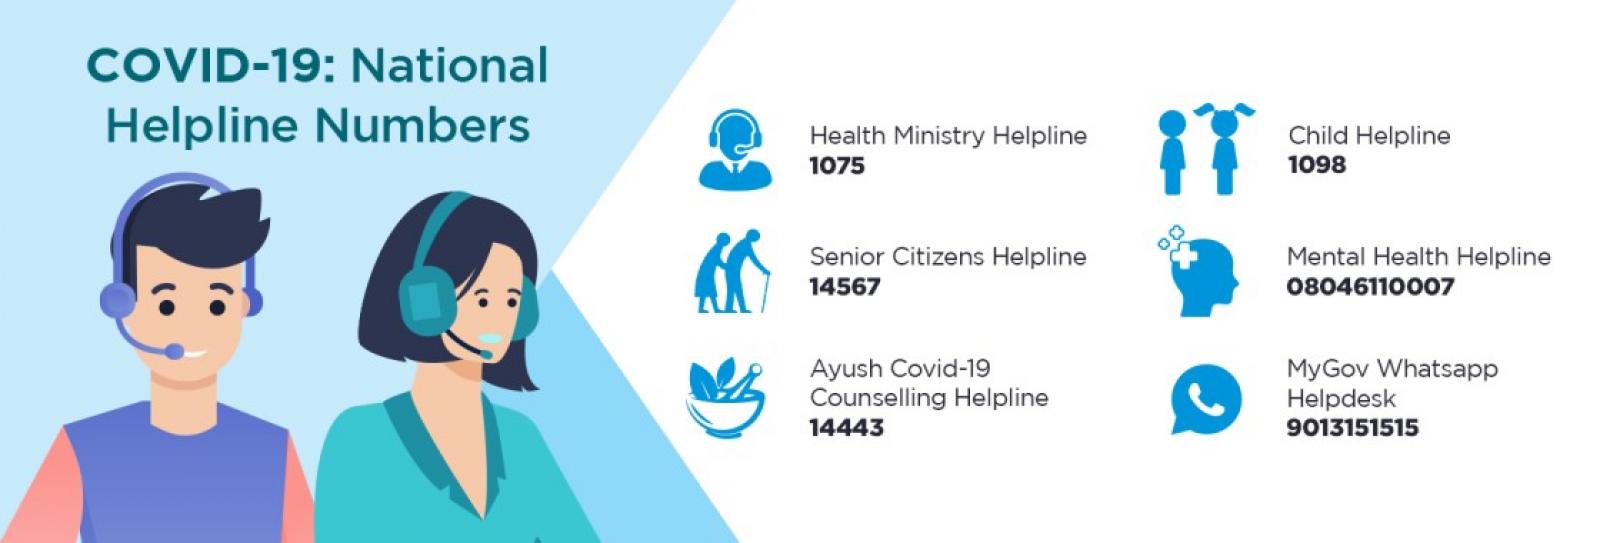 COVID-19: National
Helpline Numbers
Health Ministry Helpline
1075
Child Helpline
1098
Senior Citizens Helpline
14567
Mental Health Helpline
08046110007
Ayush Covid-19
Counselling Helpline
14443
MyGov Whatsapp
Helpdesk
9013151515